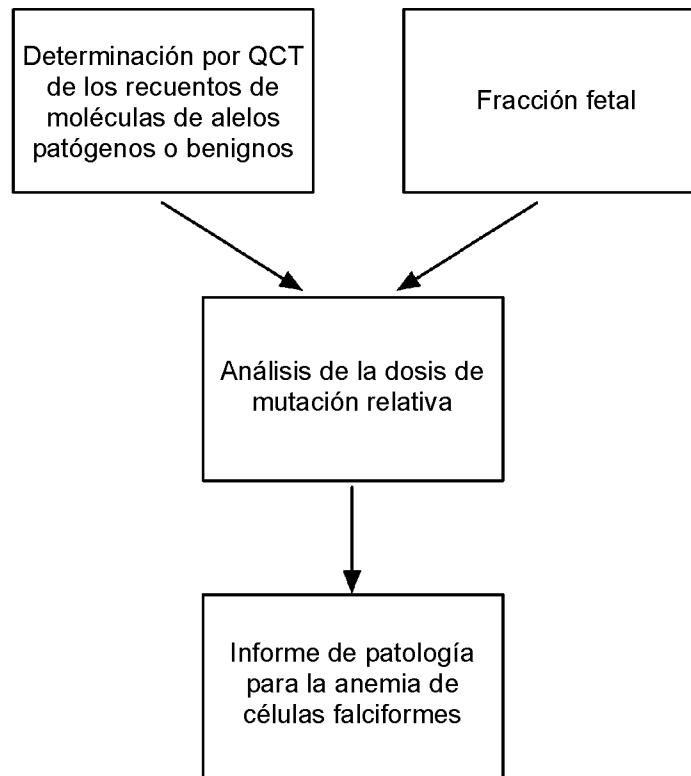 Determinación por QCT
de los recuentos de
moléculas de alelos
patógenos o benignos
Fracción fetal
Análisis de la dosis de
mutación relativa
Informe de patología
para la anemia de
células falciformes